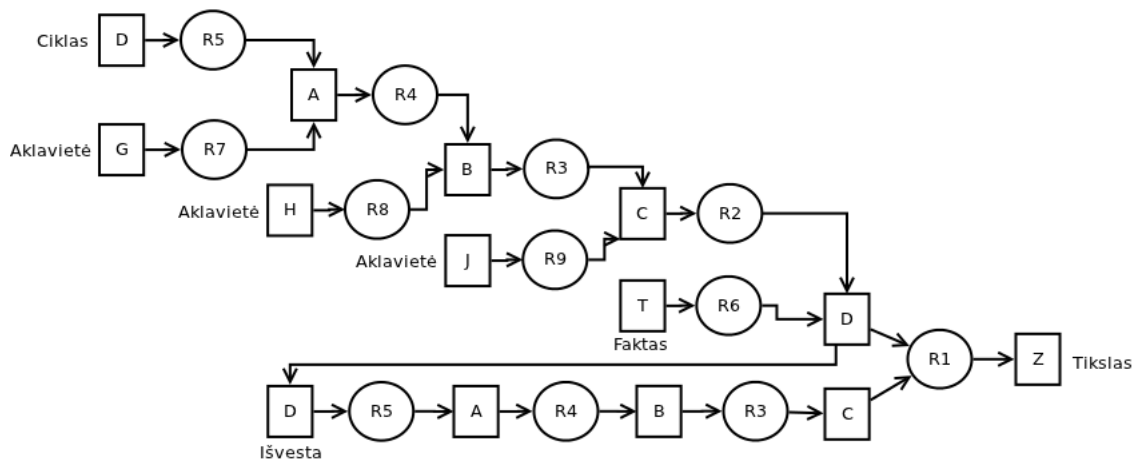 Ciklas D R5
A R4
Aklavietė G R7
B R3
Aklavietė H R8
C R2
Aklavietė J R9
T R6 D
Faktas
R1 Z Tikslas
D R5 A R4 B R3 C
Išvesta